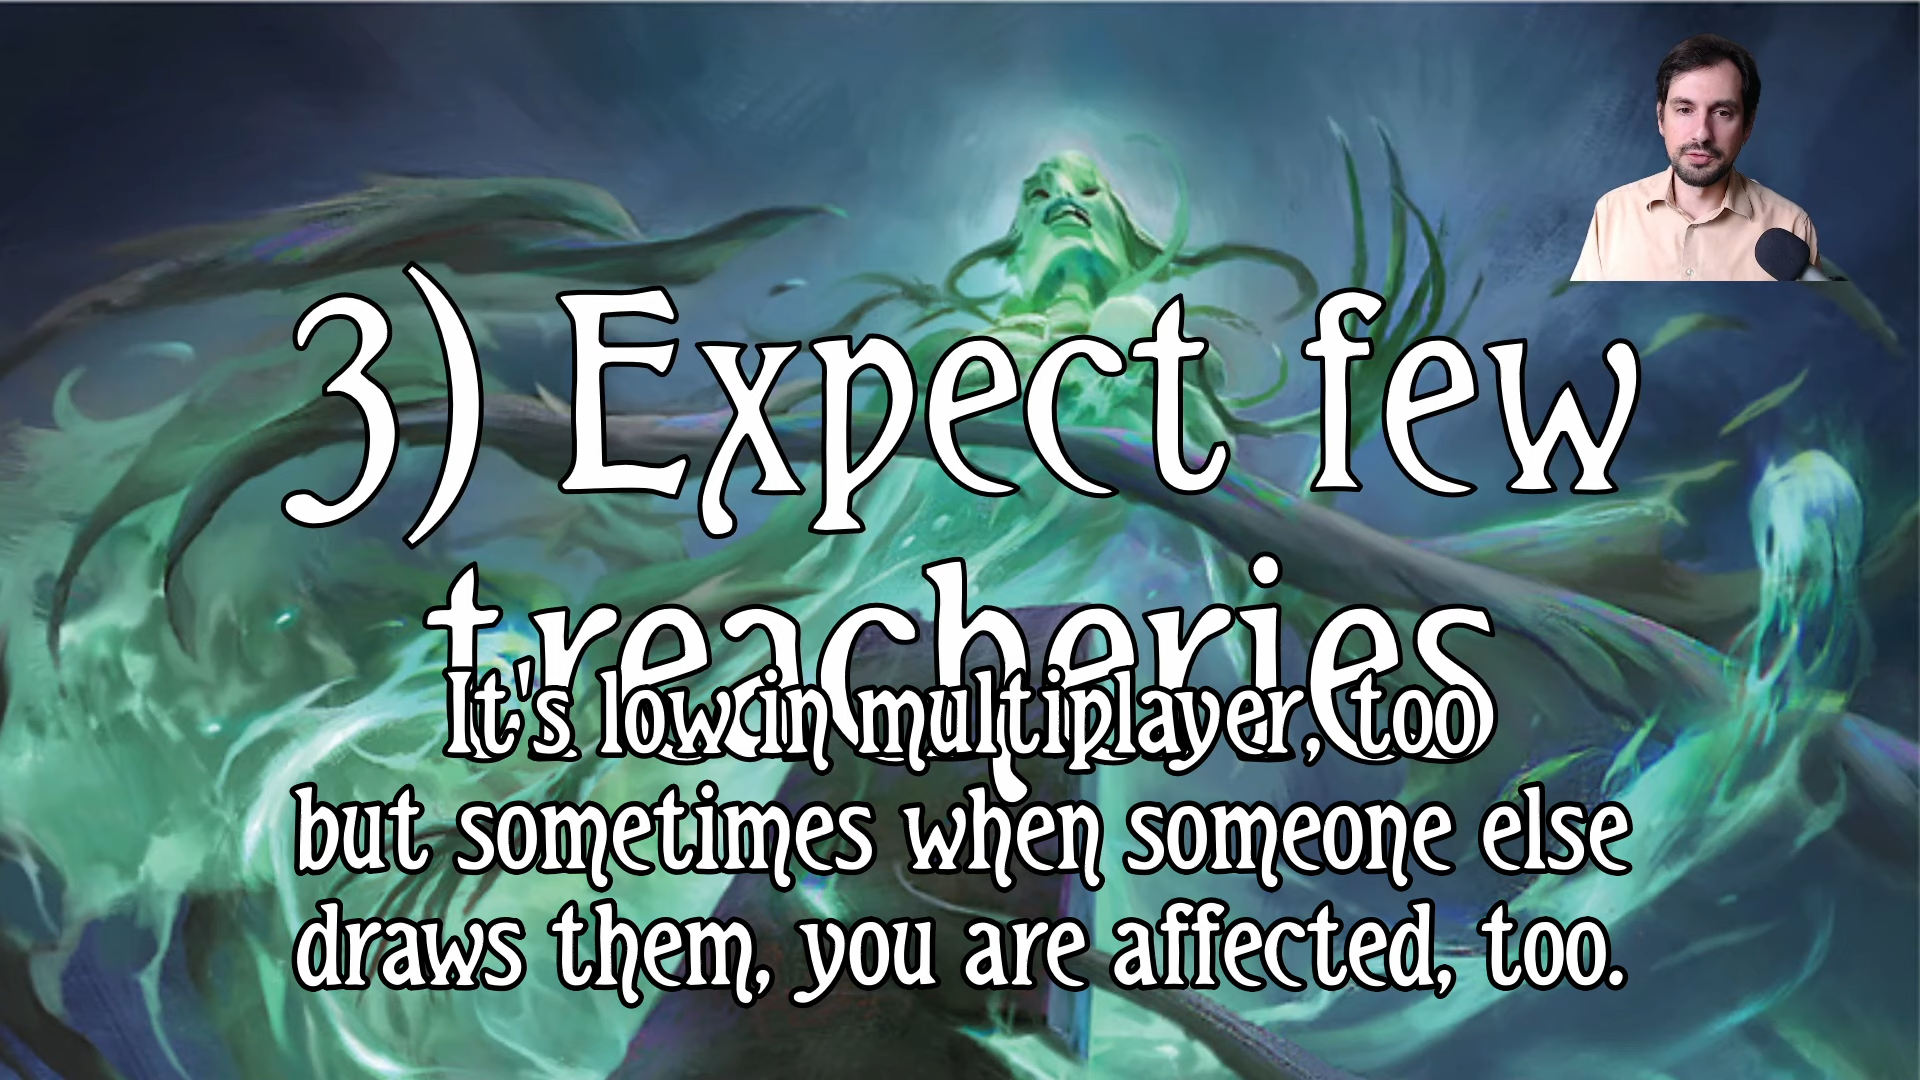 3) Expect few
treacheries
It's low in multiplayer, too
but sometimes when someone else
draws them, you are affected, too.